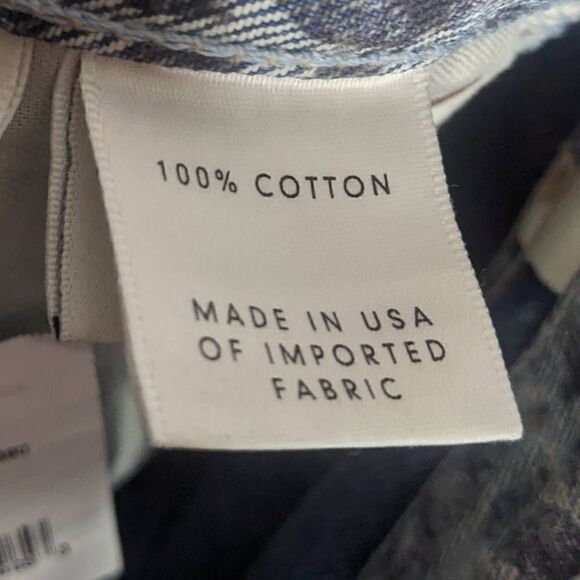 100% COTTON
MADE IN USA
OF IMPORTED
FABRIC